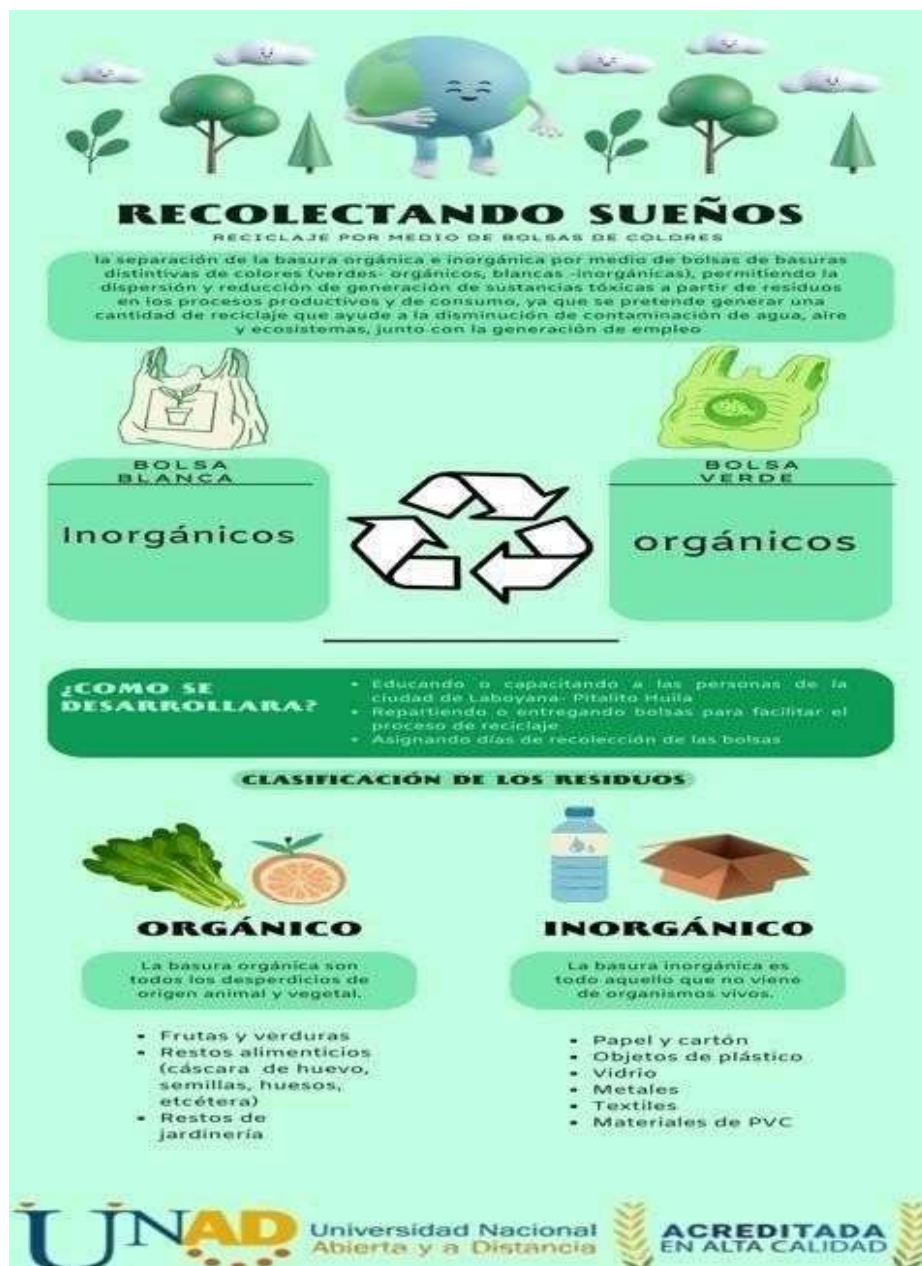 RECOLECTANDO SUEÑOS
RECICLAJE POR MEDIO DE BOLSAS DE COLORES
la separación de la basura orgánica e inorgánica por medio de bolsas de basuras
distintivas de colores (verdes- orgánicos, blancas -inorgánicas), permitiendo la
dispersión y reducción de generación de sustancias tóxicas a partir de residuos
en los procesos productivos y de consumo, ya que se pretende generar una
cantidad de reciclaje que ayude a la disminución de contaminación de agua, aire
y ecosistemas, junto con la generación de empleo
BOLSA
BLANCA
Inorgánicos
BOLSA
VERDE
orgánicos
¿COMO SE
DESARROLLARA?
• Educando o capacitando a las personas de la
ciudad de Laboyana- Pitalito Huila
• Repartiendo o entregando bolsas para facilitar el
proceso de reciclaje
• Asignando días de recolección de las bolsas
CLASIFICACIÓN DE LOS RESIDUOS
ORGÁNICO
La basura orgánica son
todos los desperdicios de
origen animal y vegetal.
• Frutas y verduras
• Restos alimenticios
(cáscara de huevo,
semillas, huesos,
etcétera)
• Restos de
jardinería
INORGÁNICO
La basura inorgánica es
todo aquello que no viene
de organismos vivos.
• Papel y cartón
• Objetos de plástico
• Vidrio
• Metales
• Textiles
• Materiales de PVC
UNAD
Universidad Nacional
Abierta y a Distancia
ACREDITADA
EN ALTA CALIDAD